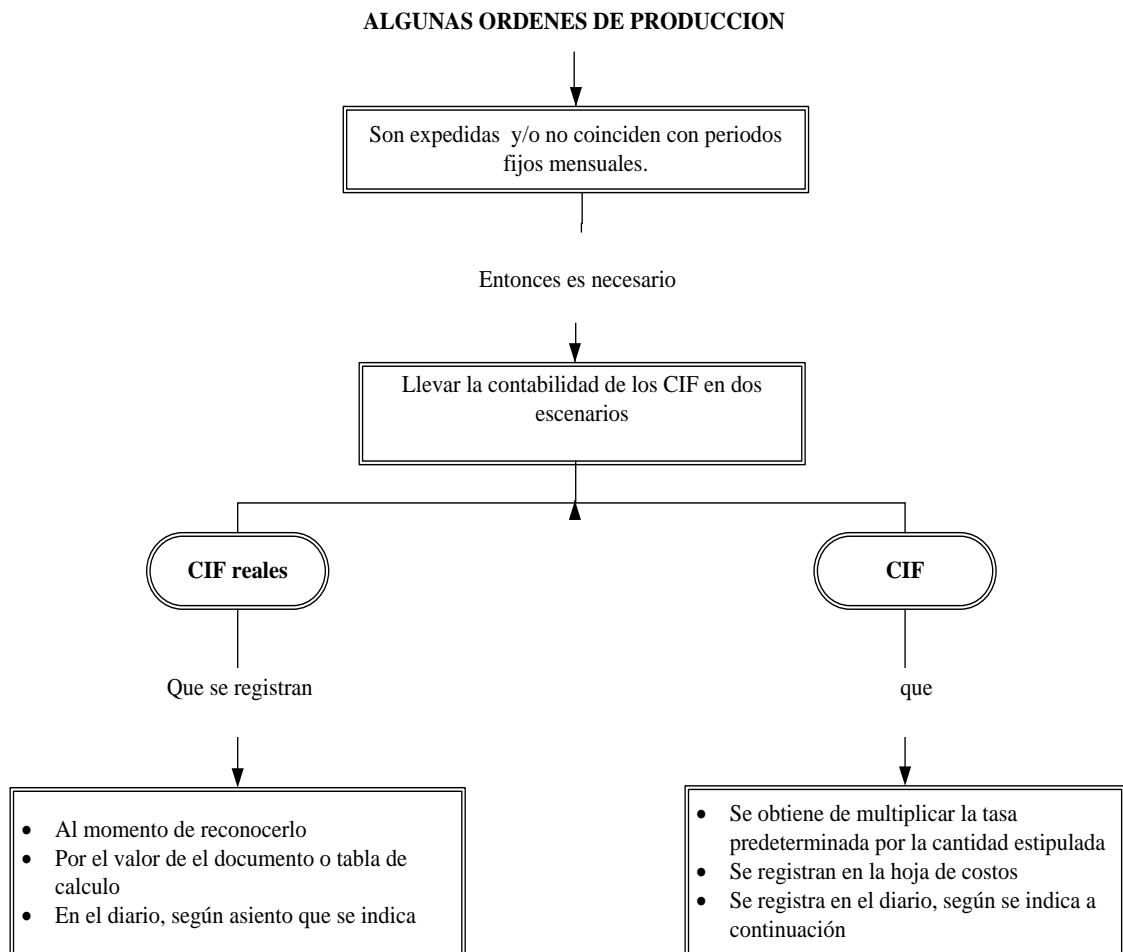 ALGUNAS ORDENES DE PRODUCCION
Son expedidas y/o no coinciden con periodos
fijos mensuales.
Entonces es necesario
Llevar la contabilidad de los CIF en dos
escenarios
CIF reales
CIF
Que se registran
que
• Al momento de reconocerlo
• Por el valor de el documento o tabla de
calculo
• En el diario, según asiento que se indica
• Se obtiene de multiplicar la tasa
predeterminada por la cantidad estipulada
• Se registran en la hoja de costos
• Se registra en el diario, según se indica a
continuación